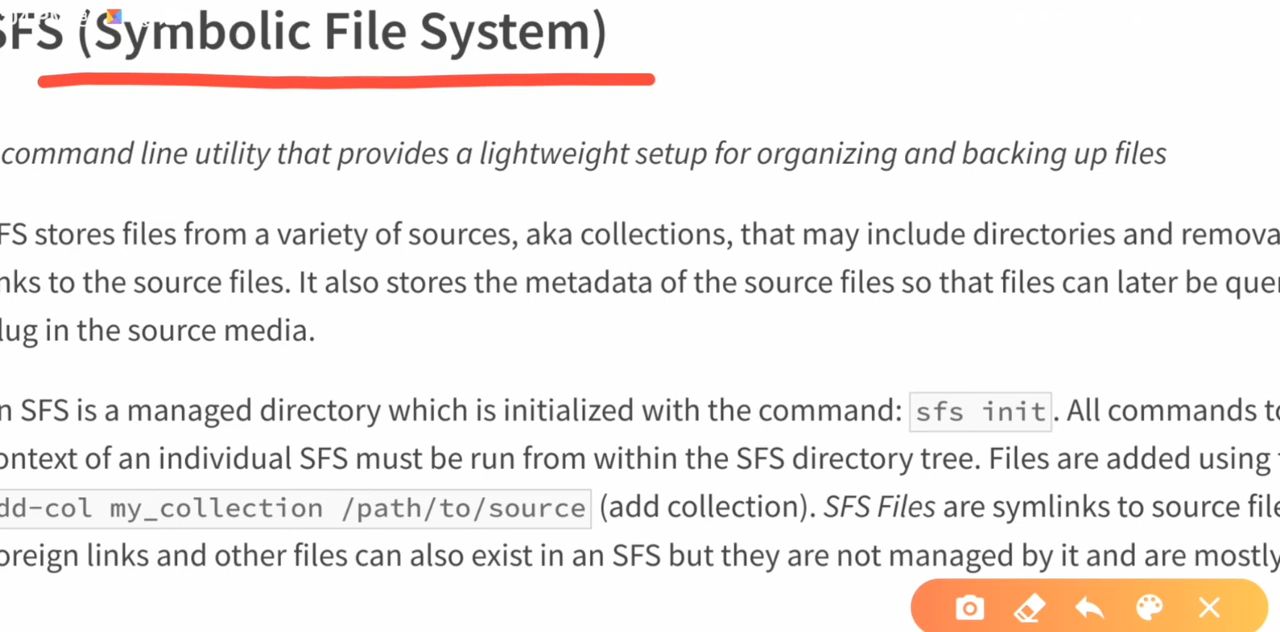 SFS (Symbolic File System)
command line utility that provides a lightweight setup for organizing and backing up files
FS stores files from a variety of sources, aka collections, that may include directories and remova
nks to the source files. It also stores the metadata of the source files so that files can later be quer
lug in the source media.
n SFS is a managed directory which is initialized with the command: sfs init. All commands to
ontext of an individual SFS must be run from within the SFS directory tree. Files are added using
dd-col my_collection /path/to/source (add collection). SFS Files are symlinks to source file
oreign links and other files can also exist in an SFS but they are not managed by it and are mostly